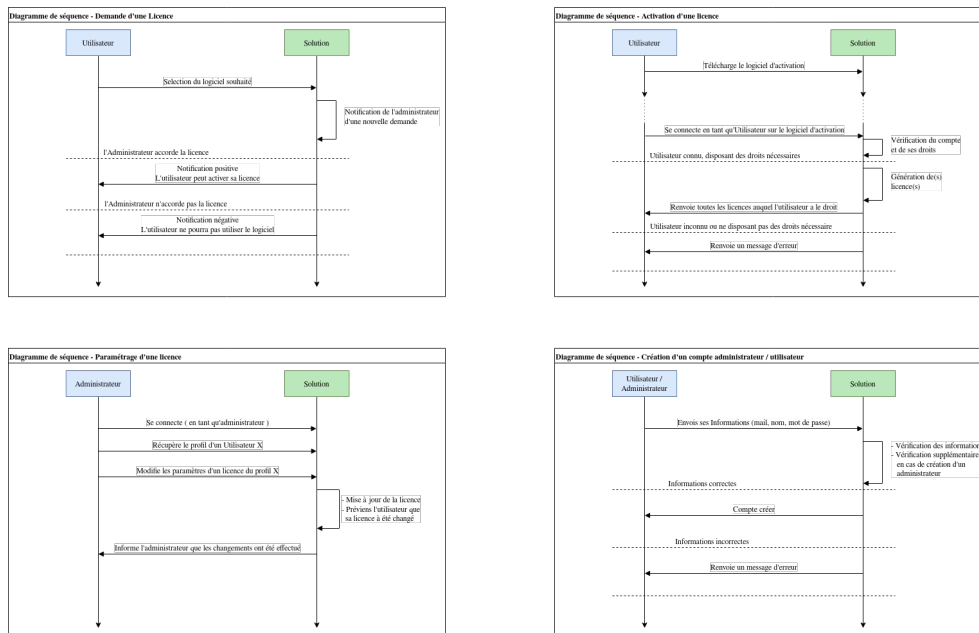 Diagramme de séquence - Demande d'une Licence
Utilisateur
Solution
Selection du logiciel souhaité
Notification de l'administrateur
d'une nouvelle demande
l'Administrateur accorde la licence
Notification positive
L'utilisateur peut activer sa licence
l'Administrateur n'accorde pas la licence
Notification négative
L'utilisateur ne pourra pas utiliser le logiciel
Diagramme de séquence - Activation d'une licence
Utilisateur
Solution
Télécharge le logiciel d'activation
Se connecte en tant qu'Utilisateur sur le logiciel d'activation
Vérification du compte
et de ses droits
Utilisateur connu, disposant des droits nécessaires
Génération de(s)
licence(s)
Renvoie toutes les licences auquel l'utilisateur a le droit
Utilisateur inconnu ou ne disposant pas des droits nécessaire
Renvoie un message d'erreur
Diagramme de séquence - Paramétrage d'une licence
Administrateur
Solution
Se connecte ( en tant qu'administrateur )
Récupère le profil d'un Utilisateur X
Modifie les paramètres d'un licence du profil X
- Mise à jour de la licence
- Préviens l'utilisateur que
sa licence à été changé
Informe l'administrateur que les changements ont été effectué
Diagramme de séquence - Création d'un compte administrateur / utilisateur
Utilisateur /
Administrateur
Solution
Envois ses Informations (mail, nom, mot de passe)
- Vérification des information
- Vérification supplémentaire
en cas de création d'un
administrateur
Informations correctes
Compte créer
Informations incorrectes
Renvoie un message d'erreur